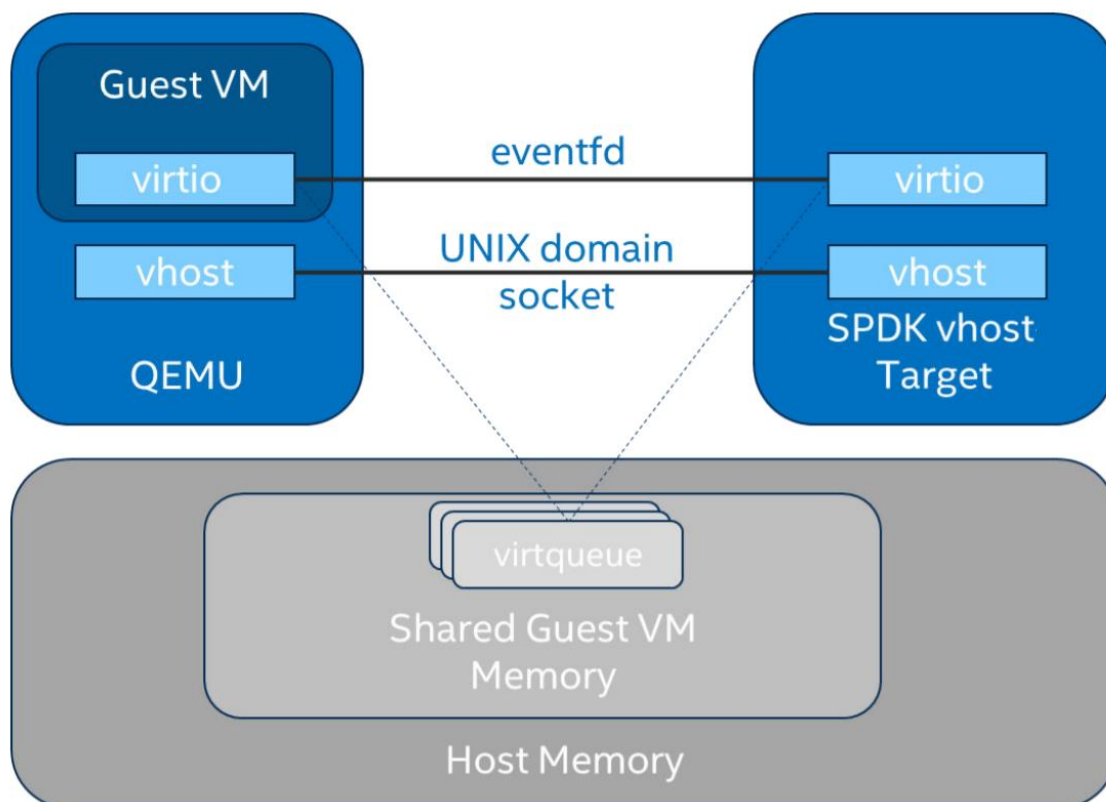 Guest VM
virtio
vhost
QEMU
eventfd
UNIX domain
socket
virtio
vhost
SPDK vhost
Target
virtqueue
Shared Guest VM
Memory
Host Memory